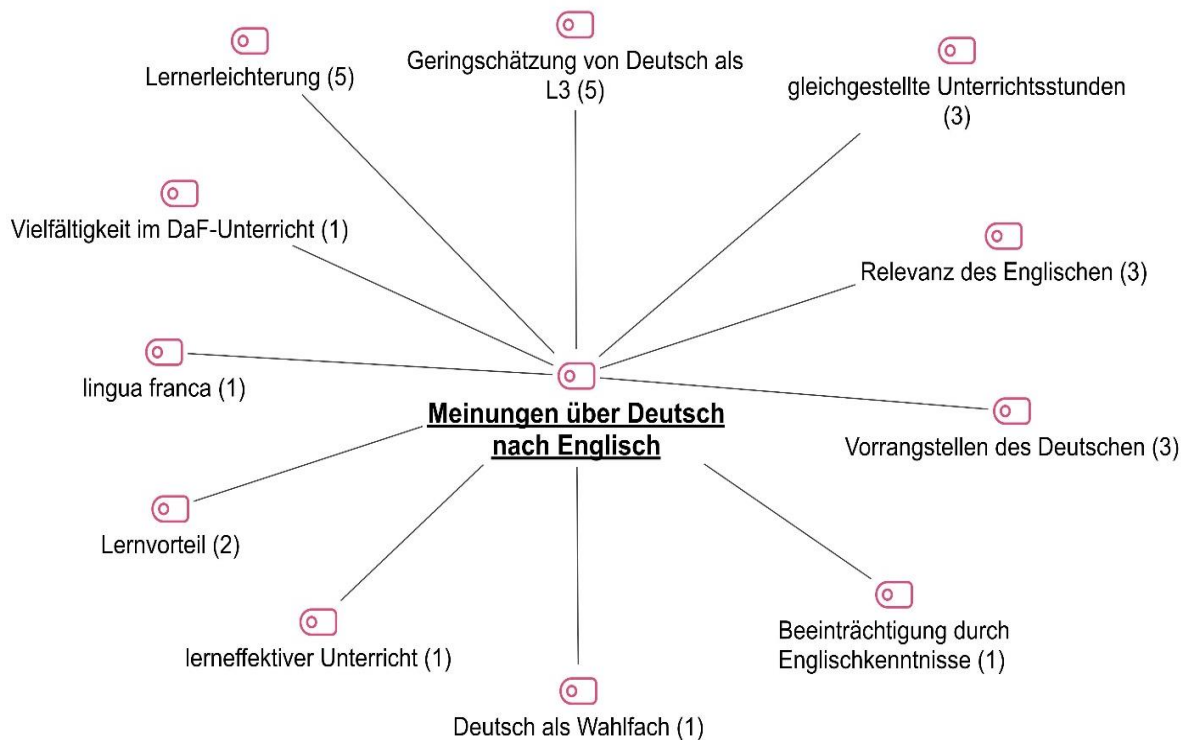 Lernerleichterung (5)
Geringschätzung von Deutsch als
L3 (5)
gleichgestellte Unterrichtsstunden
(3)
Vielfältigkeit im DaF-Unterricht (1)
Relevanz des Englischen (3)
lingua franca (1)
Meinungen über Deutsch
nach Englisch
Vorrangstellen des Deutschen (3)
Lernvorteil (2)
lerneffektiver Unterricht (1)
Beeinträchtigung durch
Englischkenntnisse (1)
Deutsch als Wahlfach (1)